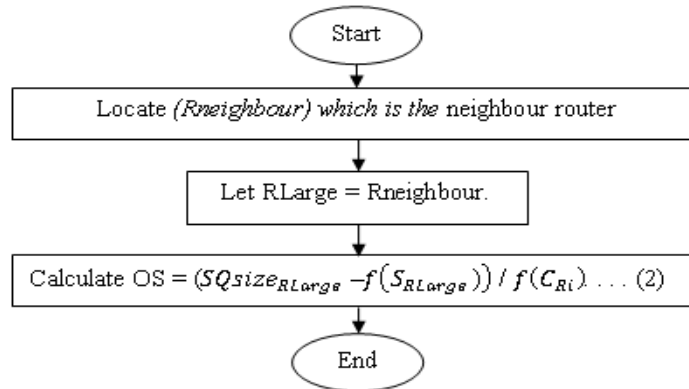 Start
Locate (Rneighbour) which is the neighbour router
Let RLarge = Rneighbour.
Calculate OS = (SQsize_RLarge – f(S_RLarge)) / f(C_Ri) . . . . (2)
End